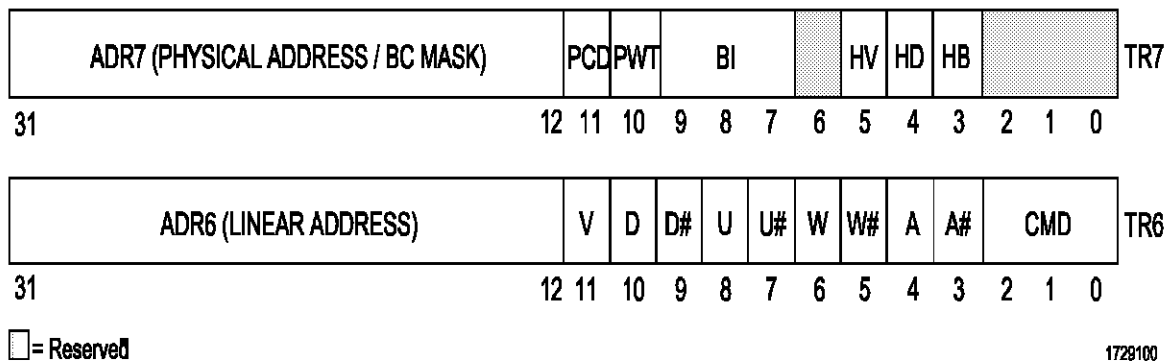 ADR7 (PHYSICAL ADDRESS / BC MASK) PCD PWT BI HV HD HB TR7
31 12 11 10 9 8 7 6 5 4 3 2 1 0
ADR6 (LINEAR ADDRESS) V D D# U U# W W# A A# CMD TR6
31 12 11 10 9 8 7 6 5 4 3 2 1 0
= Reserved 1729100